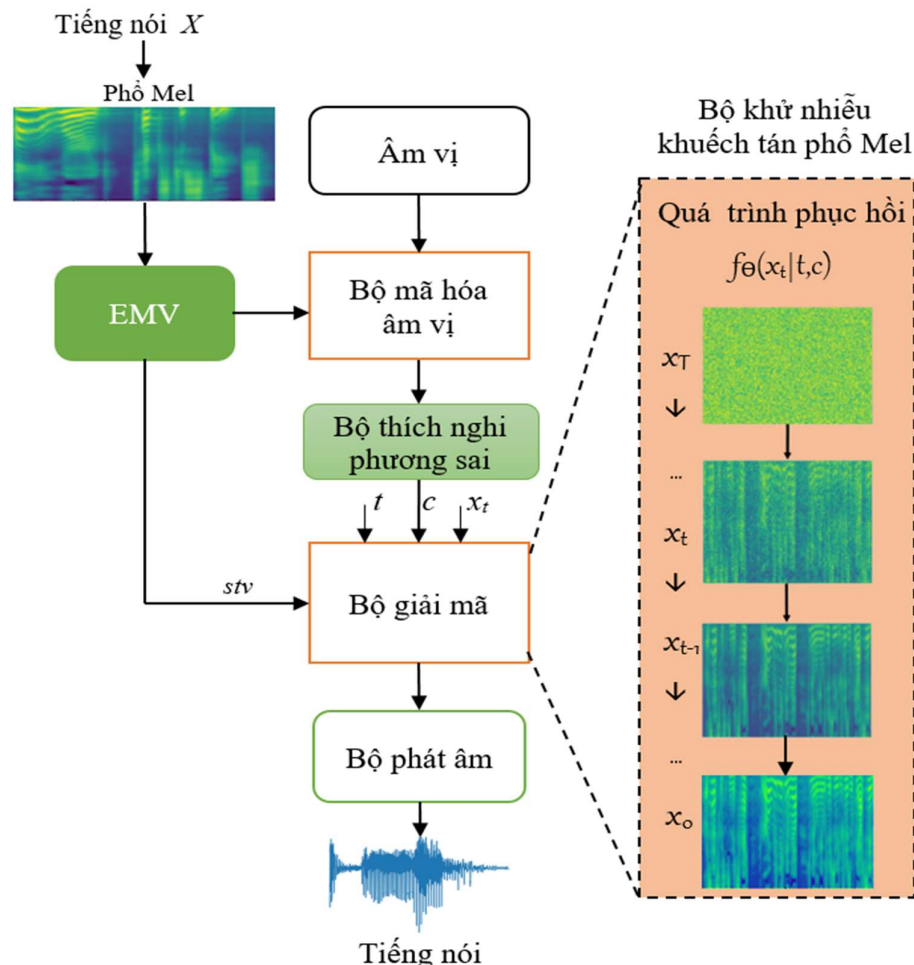 Tiếng nói X
Phổ Mel
Âm vị
EMV
Bộ mã hóa
âm vị
Bộ thích nghi
phương sai
t
c
xₜ
stv
Bộ giải mã
Bộ phát âm
Tiếng nói
Bộ khử nhiễu
khuếch tán phổ Mel
Quá trình phục hồi
fθ(xₜ|t,c)
x_T
...
xₜ
xₜ₋₁
...
x₀